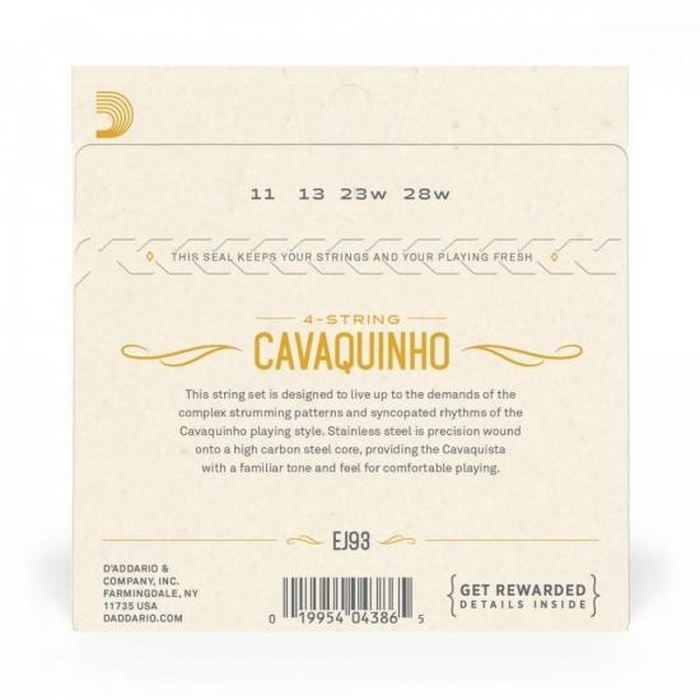 11 13 23w 28w
THIS SEAL KEEPS YOUR STRINGS AND YOUR PLAYING FRESH
4-STRING
CAVAQUINHO
This string set is designed to live up to the demands of the
complex strumming patterns and syncopated rhythms of the
Cavaquinho playing style. Stainless steel is precision wound
onto a high carbon steel core, providing the Cavaquista
with a familiar tone and feel for comfortable playing.
EJ93
D'ADDARIO &
COMPANY, INC.
FARMINGDALE, NY
11735 USA
DADDARIO.COM
0 19954 04386 5
GET REWARDED
DETAILS INSIDE